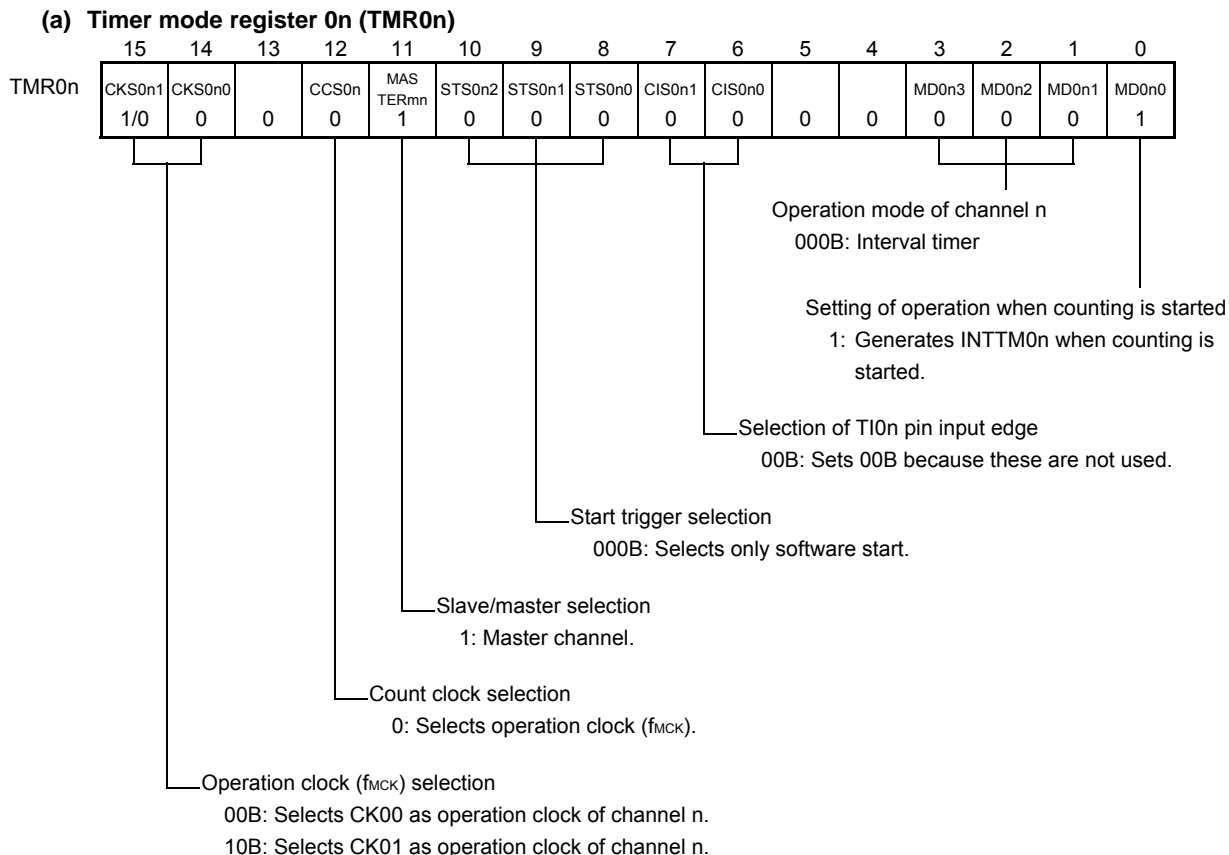 (a) Timer mode register 0n (TMR0n)
15 14 13 12 11 10 9 8 7 6 5 4 3 2 1 0
TMR0n CKS0n1 CKS0n0 CCS0n MAS TERmn STS0n2 STS0n1 STS0n0 CIS0n1 CIS0n0 MD0n3 MD0n2 MD0n1 MD0n0
1/0 0 0 0 1 0 0 0 0 0 0 0 0 0 0 1
Operation mode of channel n
000B: Interval timer
Setting of operation when counting is started
1: Generates INTTM0n when counting is
started.
Selection of TI0n pin input edge
00B: Sets 00B because these are not used.
Start trigger selection
000B: Selects only software start.
Slave/master selection
1: Master channel.
Count clock selection
0: Selects operation clock (fMCK).
Operation clock (fMCK) selection
00B: Selects CK00 as operation clock of channel n.
10B: Selects CK01 as operation clock of channel n.